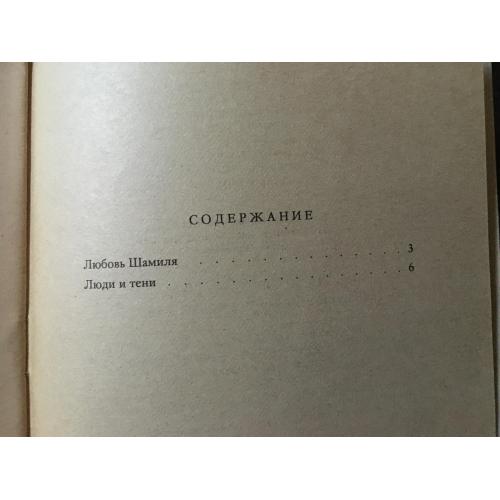 СОДЕРЖАНИЕ
Любовь Шамиля . . . . . . . . . . . . 3
Люди и тени . . . . . . . . . . . . . . 6